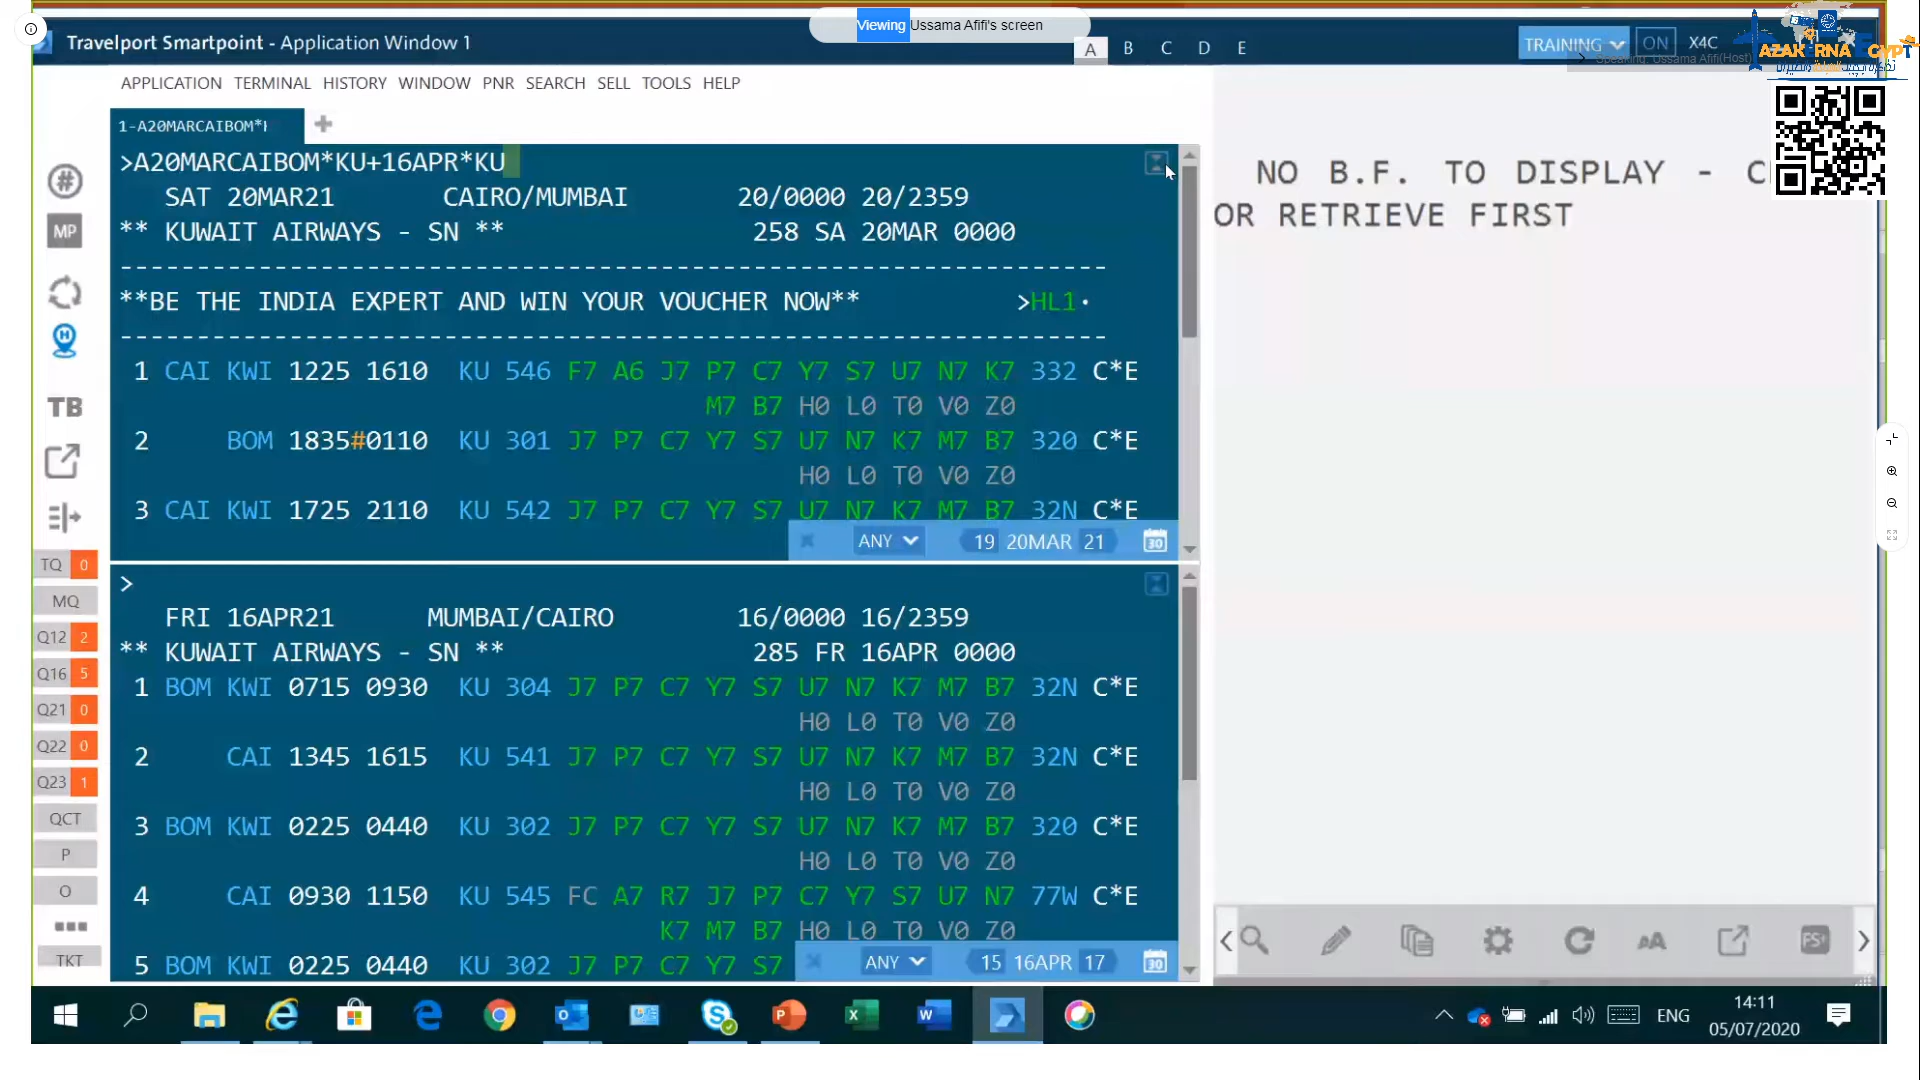 Viewing Ussama Afifi's screen
Travelport Smartpoint - Application Window 1
A B C D E
TRAINING ON X4C
Speaking: Ussama Afifi(Host)
APPLICATION TERMINAL HISTORY WINDOW PNR SEARCH SELL TOOLS HELP
1-A20MARCAIBOM*
>A20MARCAIBOM*KU+16APR*KU
SAT 20MAR21 CAIRO/MUMBAI 20/0000 20/2359
** KUWAIT AIRWAYS - SN ** 258 SA 20MAR 0000
**BE THE INDIA EXPERT AND WIN YOUR VOUCHER NOW** >HL1·
1 CAI KWI 1225 1610 KU 546 F7 A6 J7 P7 C7 Y7 S7 U7 N7 K7 332 C*E
M7 B7 H0 L0 T0 V0 Z0
2 BOM 1835#0110 KU 301 J7 P7 C7 Y7 S7 U7 N7 K7 M7 B7 320 C*E
H0 L0 T0 V0 Z0
3 CAI KWI 1725 2110 KU 542 J7 P7 C7 Y7 S7 U7 N7 K7 M7 B7 32N C*E
ANY 19 20MAR 21 30
>
FRI 16APR21 MUMBAI/CAIRO 16/0000 16/2359
** KUWAIT AIRWAYS - SN ** 285 FR 16APR 0000
1 BOM KWI 0715 0930 KU 304 J7 P7 C7 Y7 S7 U7 N7 K7 M7 B7 32N C*E
H0 L0 T0 V0 Z0
2 CAI 1345 1615 KU 541 J7 P7 C7 Y7 S7 U7 N7 K7 M7 B7 32N C*E
H0 L0 T0 V0 Z0
3 BOM KWI 0225 0440 KU 302 J7 P7 C7 Y7 S7 U7 N7 K7 M7 B7 320 C*E
H0 L0 T0 V0 Z0
4 CAI 0930 1150 KU 545 FC A7 R7 J7 P7 C7 Y7 S7 U7 N7 77W C*E
K7 M7 B7 H0 L0 T0 V0 Z0
5 BOM KWI 0225 0440 KU 302 J7 P7 C7 Y7 S7
ANY 15 16APR 17 30
MP
TB
TQ 0
MQ
Q12 2
Q16 5
Q21 0
Q22 0
Q23 1
QCT
P
O
TKT
NO B.F. TO DISPLAY -
OR RETRIEVE FIRST
AA FS
ENG
14:11
05/07/2020